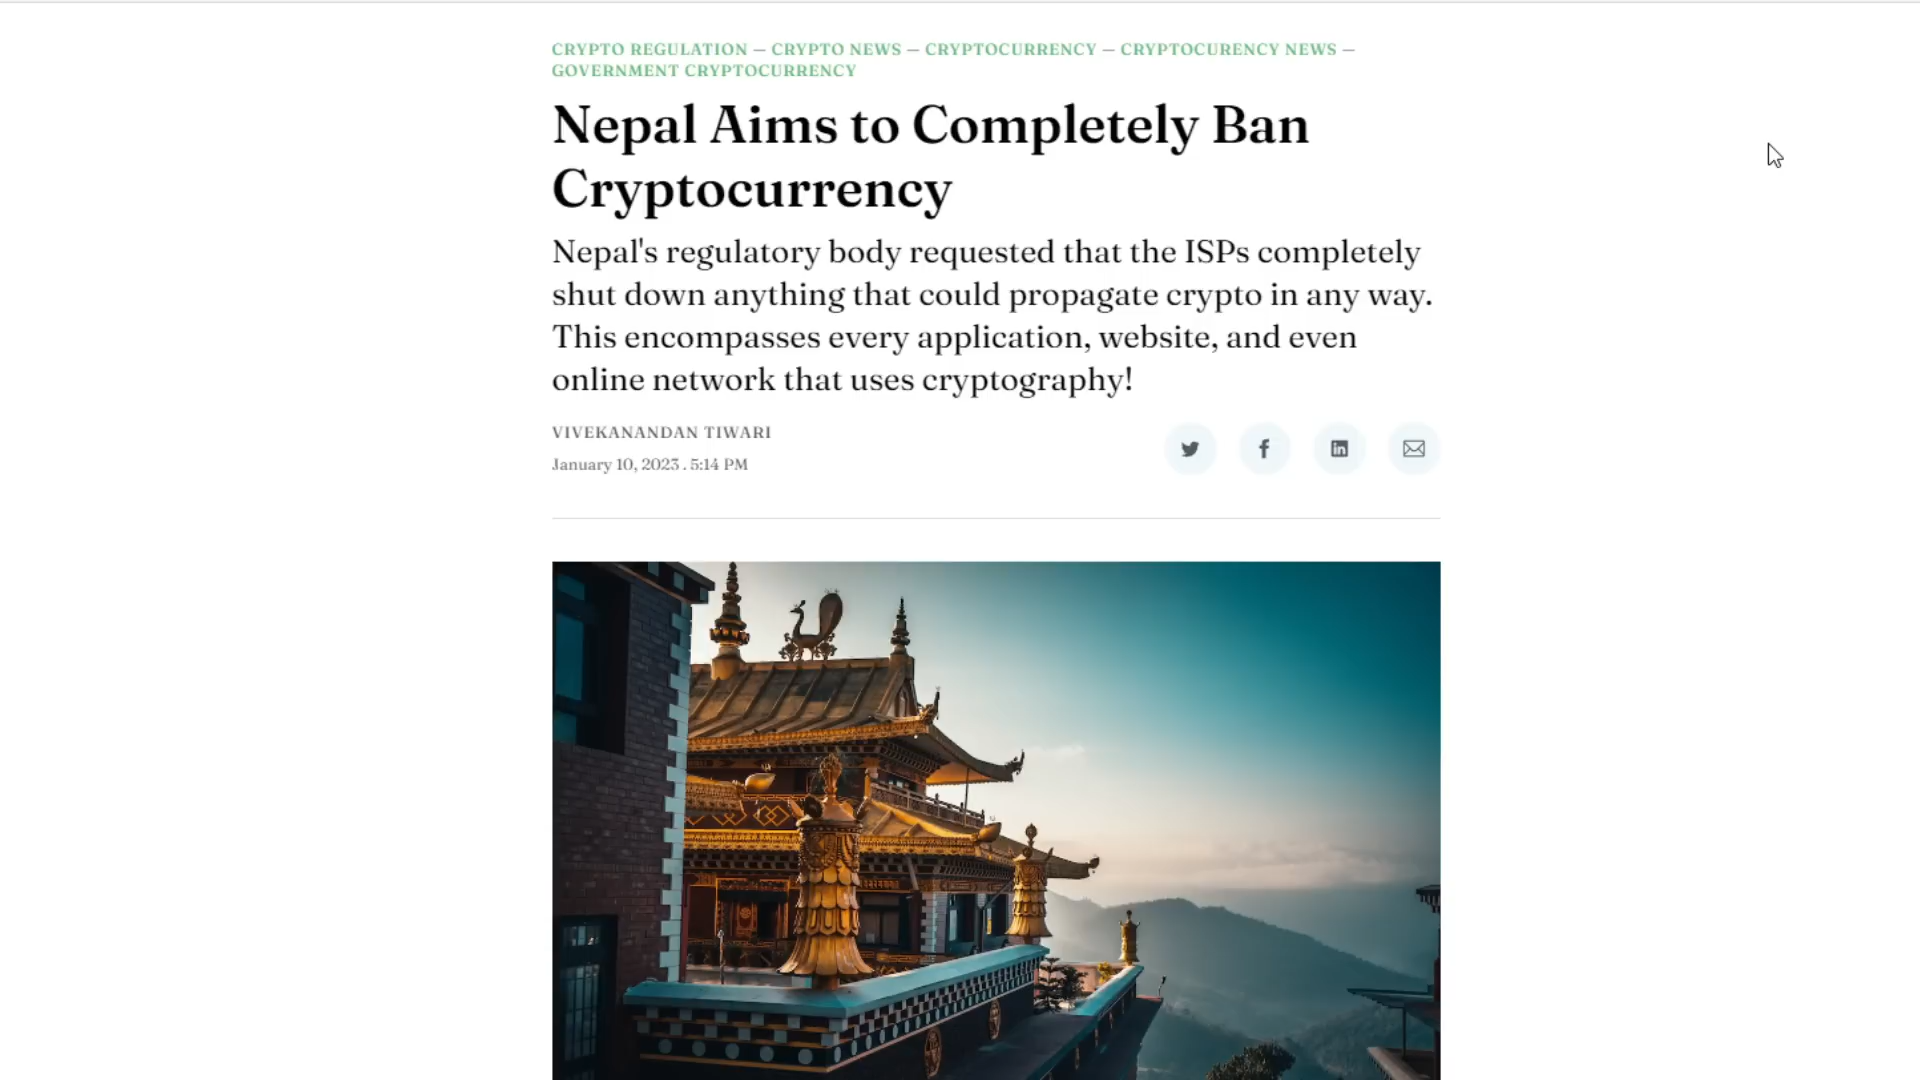 CRYPTO REGULATION — CRYPTO NEWS — CRYPTOCURRENCY — CRYPTOCURENCY NEWS —
GOVERNMENT CRYPTOCURRENCY
Nepal Aims to Completely Ban
Cryptocurrency
Nepal's regulatory body requested that the ISPs completely
shut down anything that could propagate crypto in any way.
This encompasses every application, website, and even
online network that uses cryptography!
VIVEKANANDAN TIWARI
January 10, 2023 . 5:14 PM